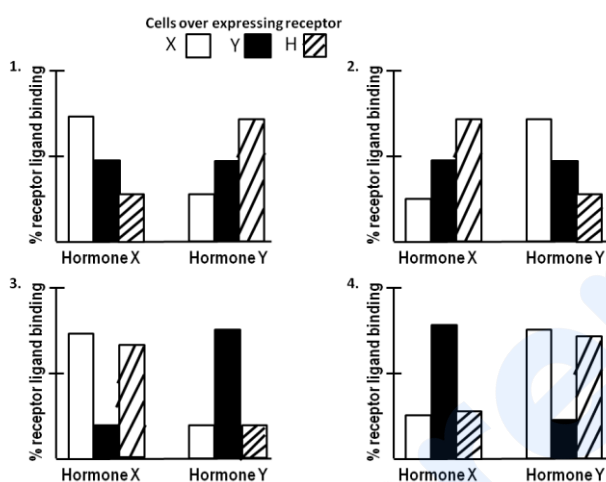 Cells over expressing receptor
X Y H
1.
% receptor ligand binding
Hormone X Hormone Y
2.
% receptor ligand binding
Hormone X Hormone Y
3.
% receptor ligand binding
Hormone X Hormone Y
4.
% receptor ligand binding
Hormone X Hormone Y